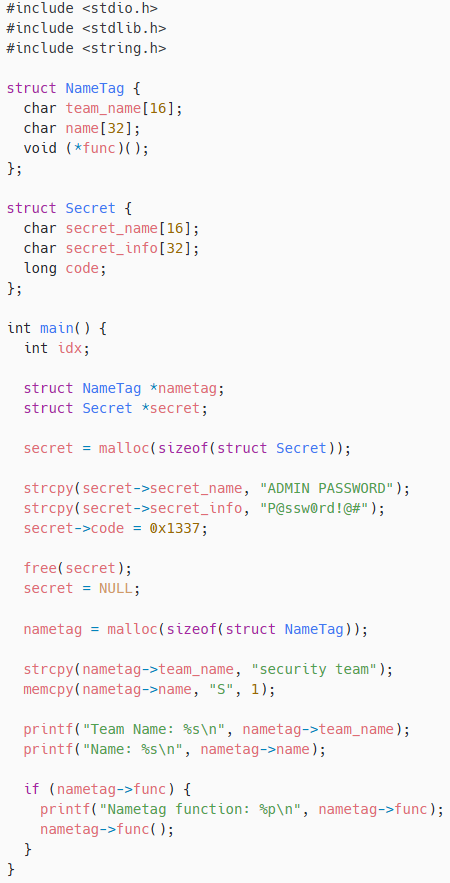 #include <stdio.h>
#include <stdlib.h>
#include <string.h>

struct NameTag {
  char team_name[16];
  char name[32];
  void (*func)();
};

struct Secret {
  char secret_name[16];
  char secret_info[32];
  long code;
};

int main() {
  int idx;

  struct NameTag *nametag;
  struct Secret *secret;

  secret = malloc(sizeof(struct Secret));

  strcpy(secret->secret_name, "ADMIN PASSWORD");
  strcpy(secret->secret_info, "P@ssw0rd!@#");
  secret->code = 0x1337;

  free(secret);
  secret = NULL;

  nametag = malloc(sizeof(struct NameTag));

  strcpy(nametag->team_name, "security team");
  memcpy(nametag->name, "S", 1);

  printf("Team Name: %s\n", nametag->team_name);
  printf("Name: %s\n", nametag->name);

  if (nametag->func) {
    printf("Nametag function: %p\n", nametag->func);
    nametag->func();
  }
}